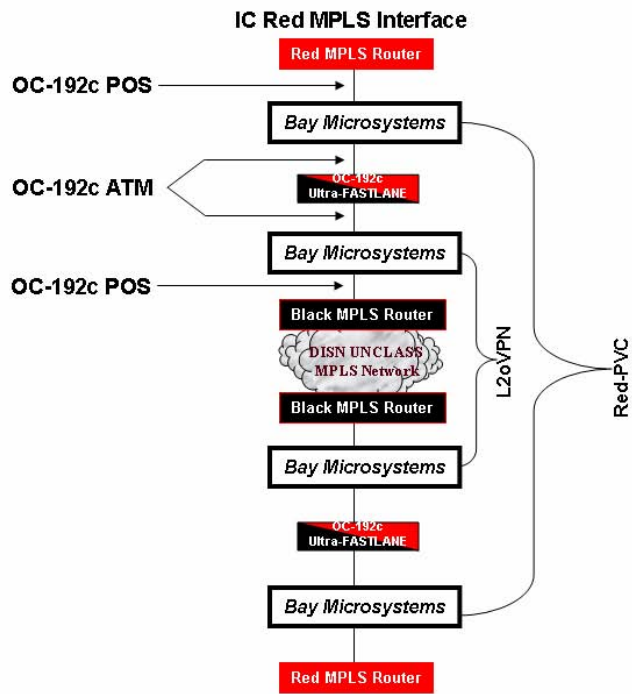 IC Red MPLS Interface
Red MPLS Router
OC-192c POS
Bay Microsystems
OC-192c ATM
OC-192c
Ultra-FASTLANE
Bay Microsystems
OC-192c POS
Black MPLS Router
DISN UNCLASS
MPLS Network
L2oVPN
Red-PVC
Black MPLS Router
Bay Microsystems
OC-192c
Ultra-FASTLANE
Bay Microsystems
Red MPLS Router